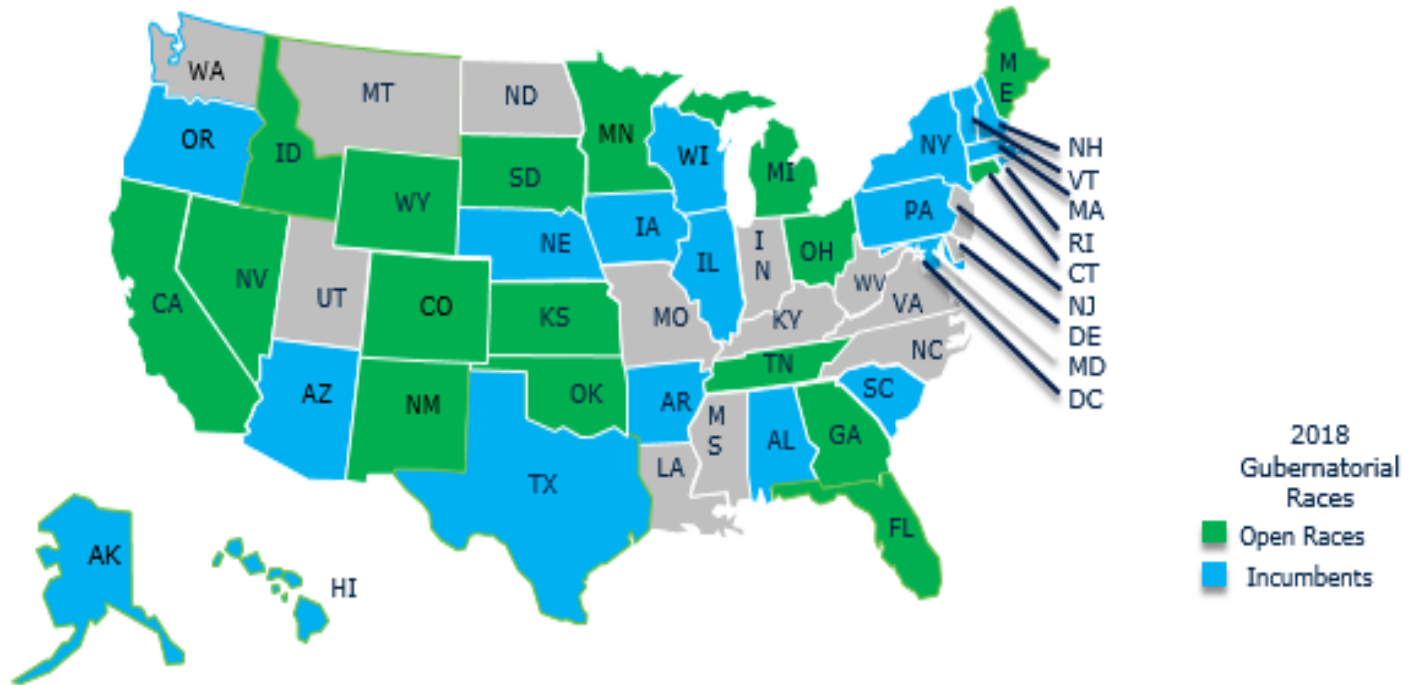 WA
MT
ND
MN
M
E
OR
ID
SD
WI
MI
NY
NH
VT
MA
RI
CT
NJ
DE
MD
DC
WY
NE
IA
IL
I
N
OH
PA
CA
NV
UT
CO
KS
MO
KY
WV
VA
AZ
NM
OK
AR
TN
NC
SC
M
S
AL
GA
TX
LA
FL
AK
HI
2018
Gubernatorial
Races
Open Races
Incumbents